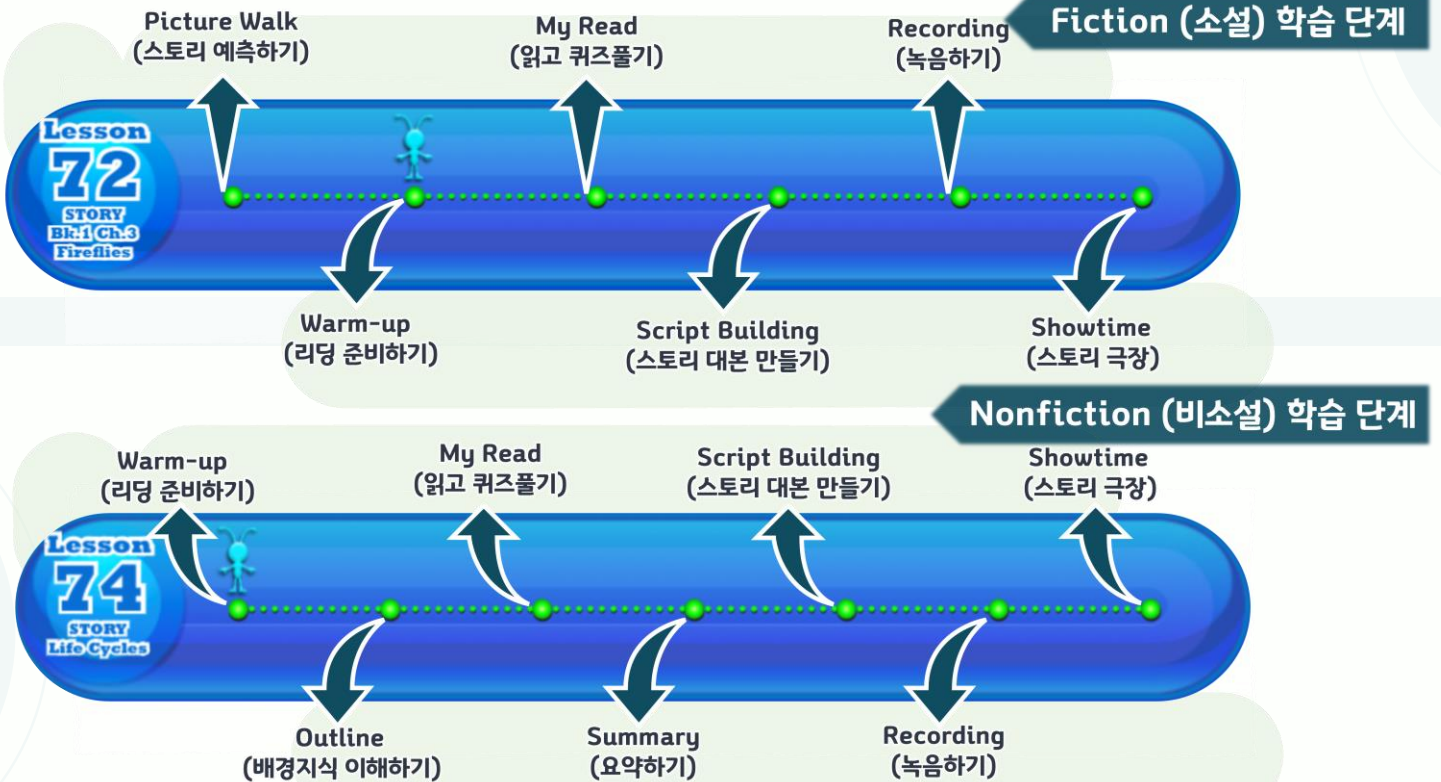 Fiction (소설) 학습 단계
Picture Walk
(스토리 예측하기)
My Read
(읽고 퀴즈풀기)
Recording
(녹음하기)
Lesson
72
STORY
Bk.1 Ch.3
Fireflies
Warm-up
(리딩 준비하기)
Script Building
(스토리 대본 만들기)
Showtime
(스토리 극장)
Nonfiction (비소설) 학습 단계
Warm-up
(리딩 준비하기)
My Read
(읽고 퀴즈풀기)
Script Building
(스토리 대본 만들기)
Showtime
(스토리 극장)
Lesson
74
STORY
Life Cycles
Outline
(배경지식 이해하기)
Summary
(요약하기)
Recording
(녹음하기)